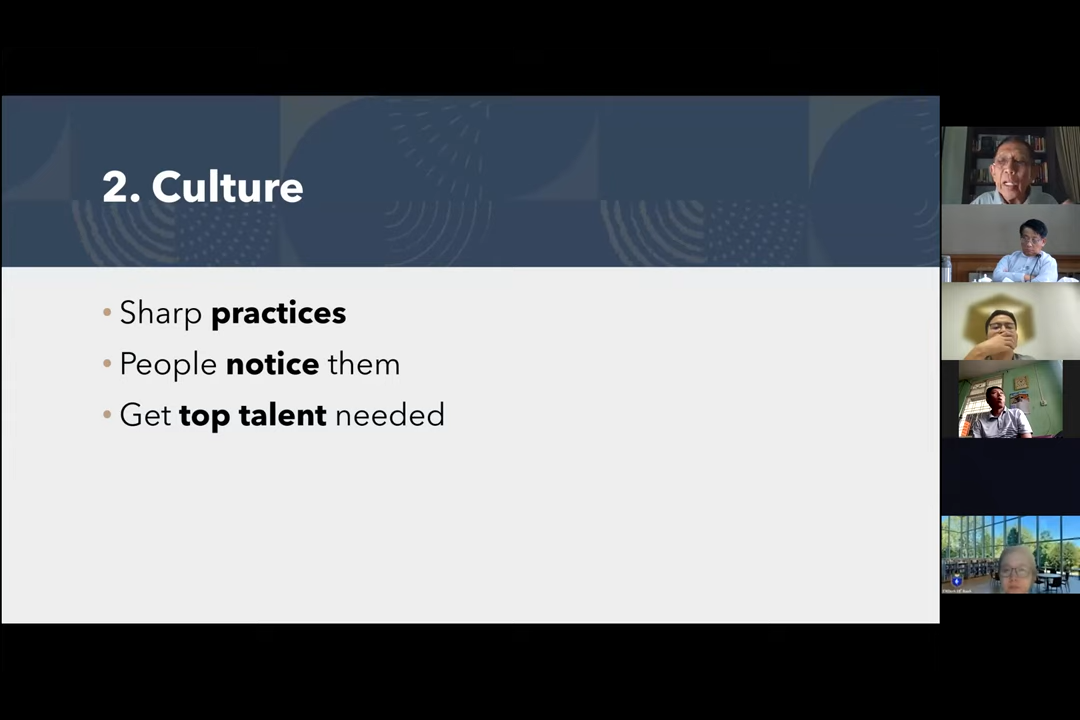 2. Culture
• Sharp practices
• People notice them
• Get top talent needed